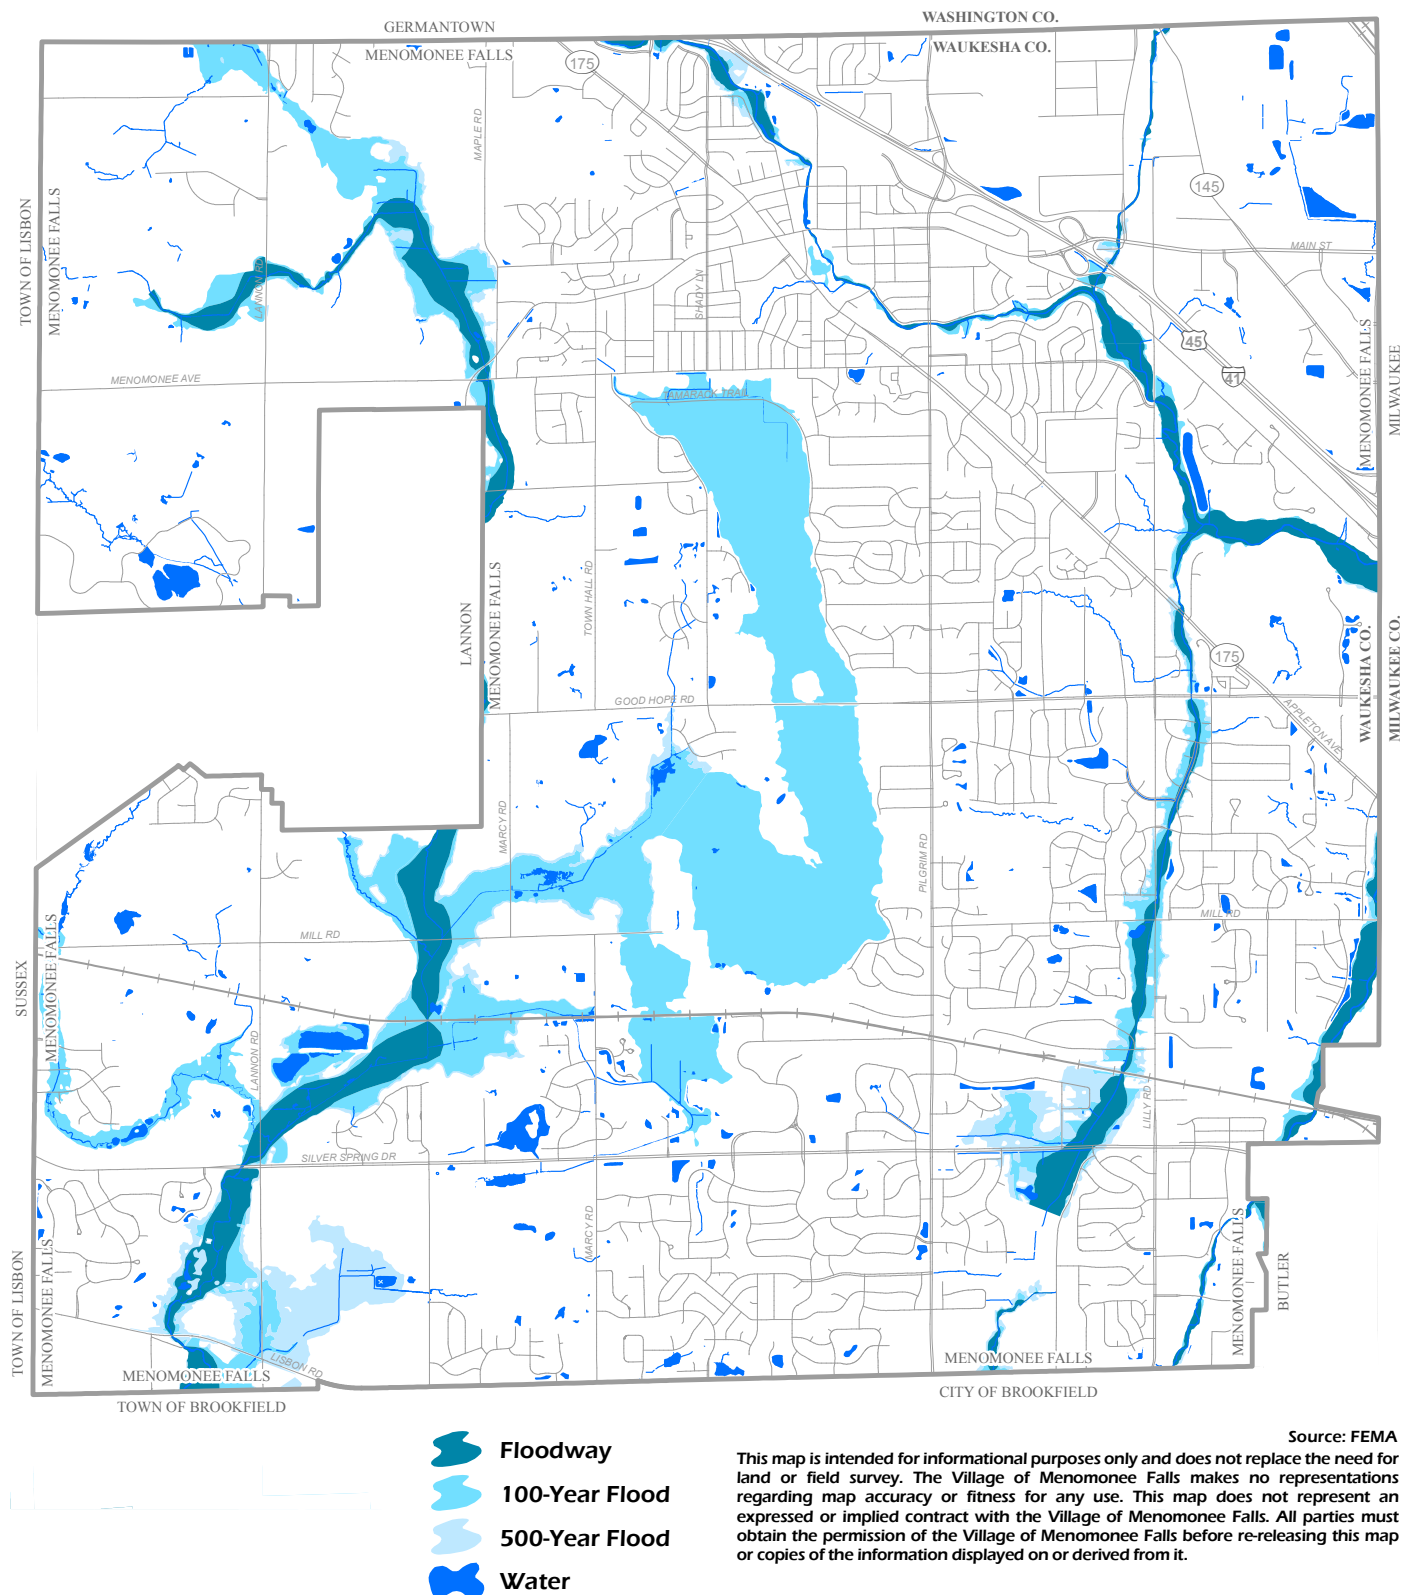 GERMANTOWN
MENOMONEE FALLS
WASHINGTON CO.
WAUKESHA CO.
175
145
MAPLE RD
TOWN OF LISBON
MENOMONEE FALLS
LANNON RD
SHADY LN
MAIN ST
MENOMONEE FALLS
MILWAUKEE
45
41
MENOMONEE AVE
TAMARACK TRAIL
LANNON
MENOMONEE FALLS
TOWN HALL RD
GOOD HOPE RD
175
WAUKESHA CO.
MILWAUKEE CO.
APPLETON AVE
MARCY RD
PILGRIM RD
MILL RD
MILL RD
SUSSEX
MENOMONEE FALLS
LANNON RD
LILLY RD
SILVER SPRING DR
MARCY RD
TOWN OF LISBON
MENOMONEE FALLS
MENOMONEE FALLS
BUTLER
LISBON RD
MENOMONEE FALLS
MENOMONEE FALLS
TOWN OF BROOKFIELD
CITY OF BROOKFIELD
Floodway
100-Year Flood
500-Year Flood
Water
Source: FEMA
This map is intended for informational purposes only and does not replace the need for
land or field survey. The Village of Menomonee Falls makes no representations
regarding map accuracy or fitness for any use. This map does not represent an
expressed or implied contract with the Village of Menomonee Falls. All parties must
obtain the permission of the Village of Menomonee Falls before re-releasing this map
or copies of the information displayed on or derived from it.